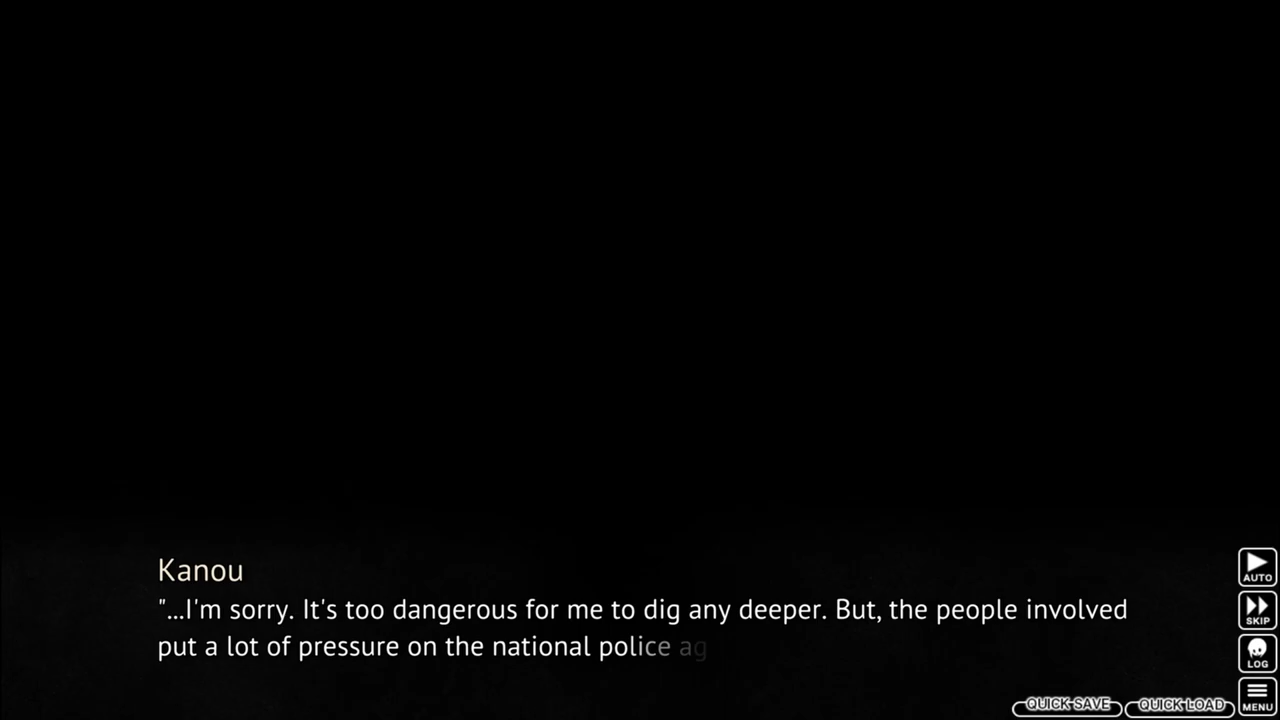 Kanou
"...I'm sorry. It's too dangerous for me to dig any deeper. But, the people involved
put a lot of pressure on the national police ag
AUTO
SKIP
LOG
MENU
QUICK SAVE
QUICK LOAD